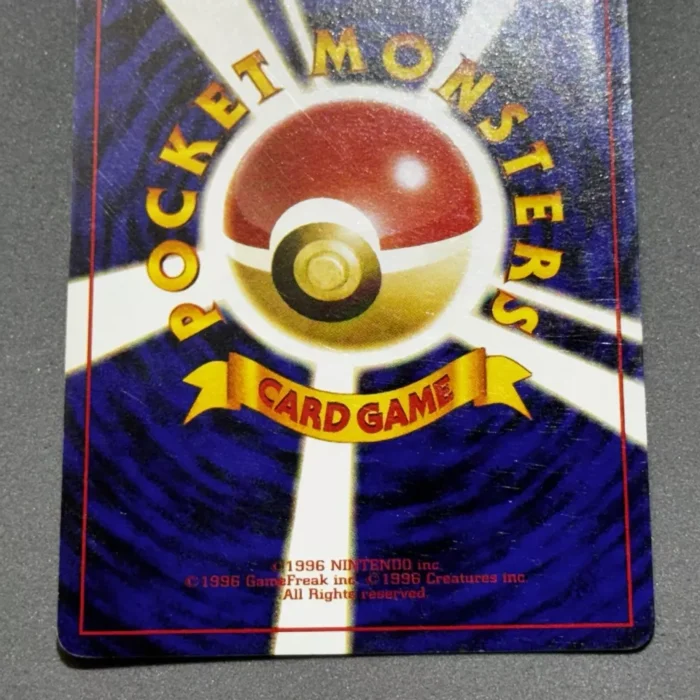 POCKET MONSTERS
CARD GAME
©1996 NINTENDO inc.
©1996 GameFreak inc. ©1996 Creatures inc.
All Rights reserved.